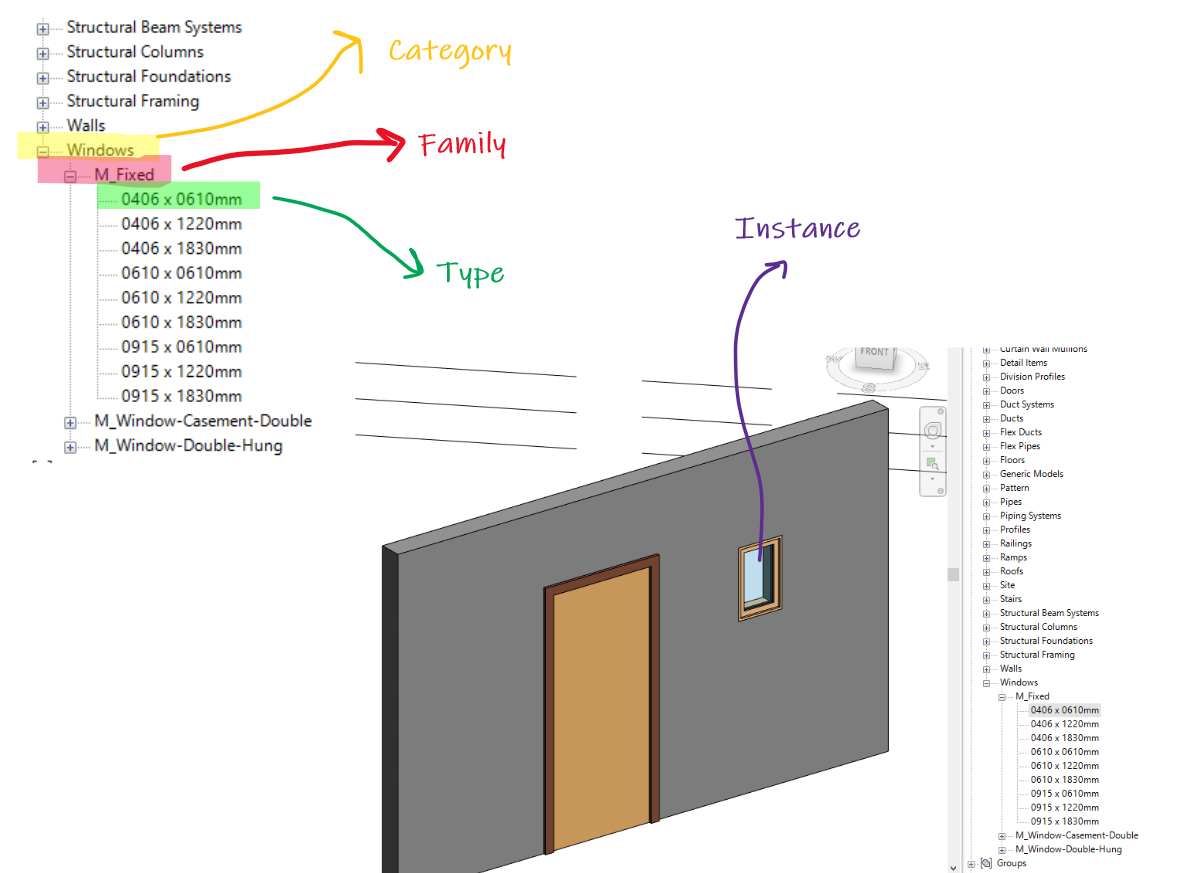 Structural Beam Systems
Structural Columns
Structural Foundations
Structural Framing
Walls
Windows
M_Fixed
0406 x 0610mm
0406 x 1220mm
0406 x 1830mm
0610 x 0610mm
0610 x 1220mm
0610 x 1830mm
0915 x 0610mm
0915 x 1220mm
0915 x 1830mm
M_Window-Casement-Double
M_Window-Double-Hung
Category
Family
Type
Instance
FRONT
Curtain Wall Mullions
Detail Items
Division Profiles
Doors
Duct Systems
Ducts
Flex Ducts
Flex Pipes
Floors
Generic Models
Pattern
Pipes
Piping Systems
Profiles
Railings
Ramps
Roofs
Site
Stairs
Structural Beam Systems
Structural Columns
Structural Foundations
Structural Framing
Walls
Windows
M_Fixed
0406 x 0610mm
0406 x 1220mm
0406 x 1830mm
0610 x 0610mm
0610 x 1220mm
0610 x 1830mm
0915 x 0610mm
0915 x 1220mm
0915 x 1830mm
M_Window-Casement-Double
M_Window-Double-Hung
Groups